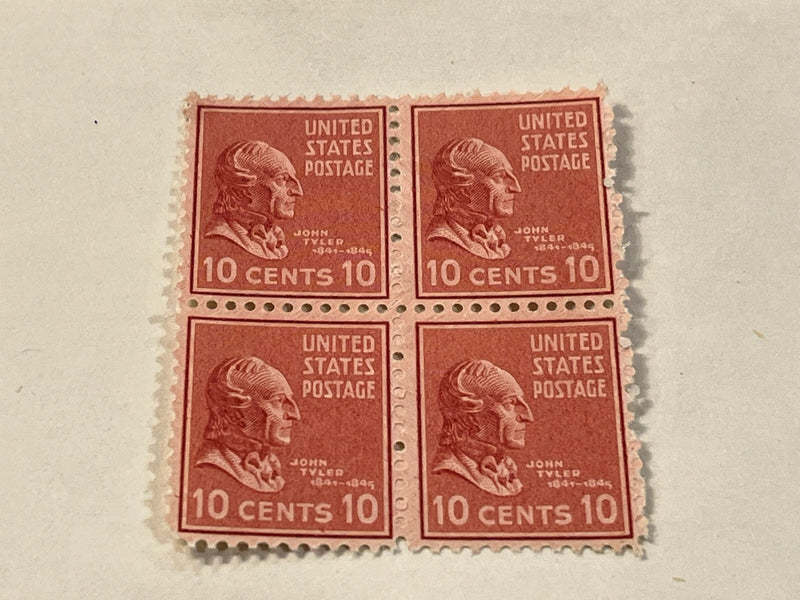 UNITED
STATES
POSTAGE
JOHN
TYLER
1841-1845
10 CENTS 10
UNITED
STATES
POSTAGE
JOHN
TYLER
1841-1845
10 CENTS 10
UNITED
STATES
POSTAGE
JOHN
TYLER
1841-1845
10 CENTS 10
UNITED
STATES
POSTAGE
JOHN
TYLER
1841-1845
10 CENTS 10